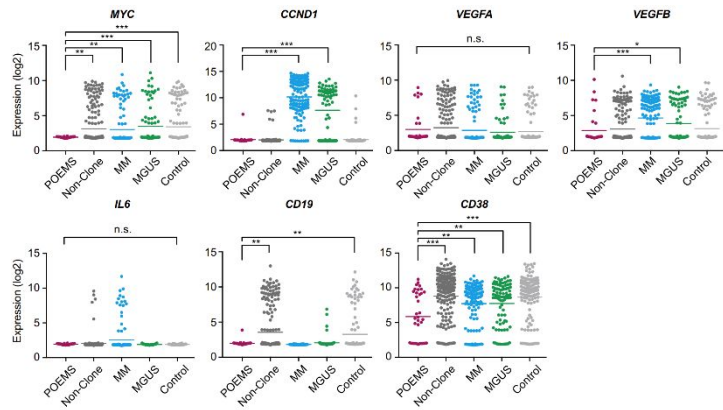 MYC
***
***
**
**
Expression (log2)
15
10
5
0
POEMS
Non-Clone
MM
MGUS
Control
CCND1
***
***
20
15
10
5
0
POEMS
Non-Clone
MM
MGUS
Control
VEGFA
n.s.
15
10
5
0
POEMS
Non-Clone
MM
MGUS
Control
VEGFB
*
***
15
10
5
0
POEMS
Non-Clone
MM
MGUS
Control
IL6
n.s.
Expression (log2)
15
10
5
0
POEMS
Non-Clone
MM
MGUS
Control
CD19
**
**
15
10
5
0
POEMS
Non-Clone
MM
MGUS
Control
CD38
***
**
**
***
15
10
5
0
POEMS
Non-Clone
MM
MGUS
Control